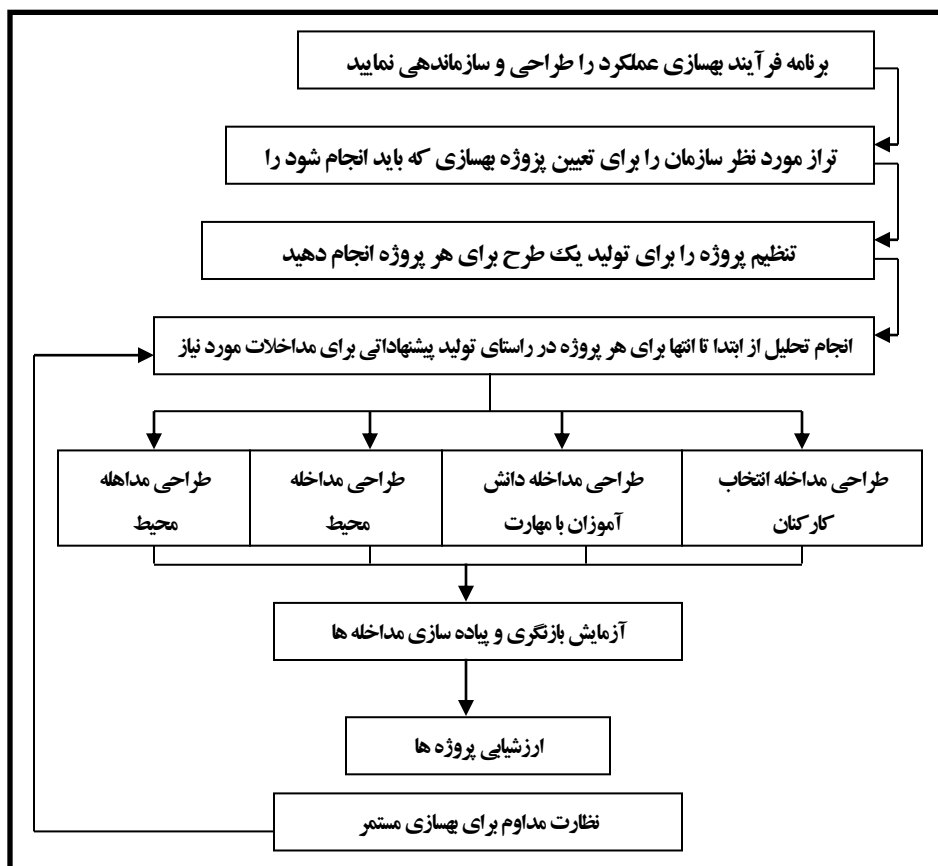 برنامه فرآیند بهسازی عملکرد را طراحی و سازماندهی نمایید
تراز مورد نظر سازمان را برای تعیین پزوژه بهسازی که باید انجام شود را
تنظیم پروژه را برای تولید یک طرح برای هر پروژه انجام دهید
انجام تحلیل از ابتدا تا انتها برای هر پروژه در راستای تولید پیشنهاداتی برای مداخلات مورد نیاز
طراحی مداخله انتخاب
کارکنان
طراحی مداخله دانش
آموزان با مهارت
طراحی مداخله
محیط
طراحی مداهله
محیط
آزمایش بازنگری و پیاده سازی مداخله ها
ارزشیابی پروژه ها
نظارت مداوم برای بهسازی مستمر